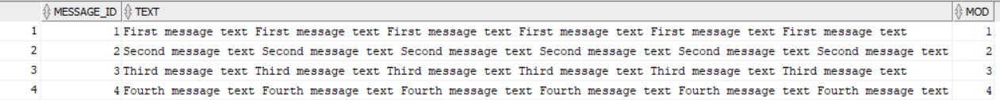 MESSAGE_ID TEXT MOD
1 1 First message text First message text First message text First message text First message text First message text 1
2 2 Second message text Second message text Second message text Second message text Second message text Second message text 2
3 3 Third message text Third message text Third message text Third message text Third message text Third message text 3
4 4 Fourth message text Fourth message text Fourth message text Fourth message text Fourth message text Fourth message text 4